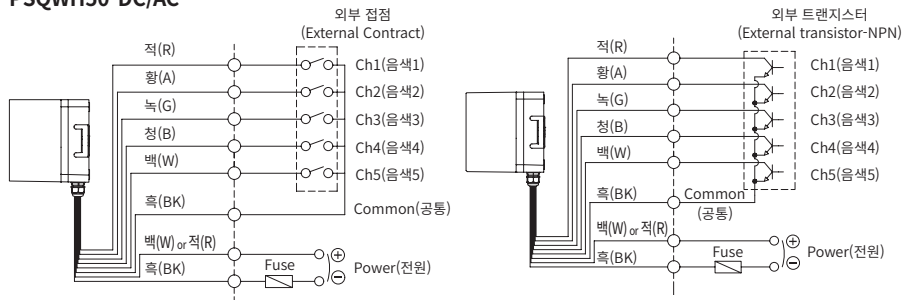 PSQWH50-DC/AC
외부 접점
(External Contract)
적(R)
황(A)
녹(G)
청(B)
백(W)
흑(BK)
백(W) or 적(R)
흑(BK)
Ch1(음색1)
Ch2(음색2)
Ch3(음색3)
Ch4(음색4)
Ch5(음색5)
Common(공통)
Fuse
Power(전원)
외부 트랜지스터
(External transistor-NPN)
적(R)
황(A)
녹(G)
청(B)
백(W)
흑(BK)
백(W) or 적(R)
흑(BK)
Ch1(음색1)
Ch2(음색2)
Ch3(음색3)
Ch4(음색4)
Ch5(음색5)
Common
(공통)
Fuse
Power(전원)